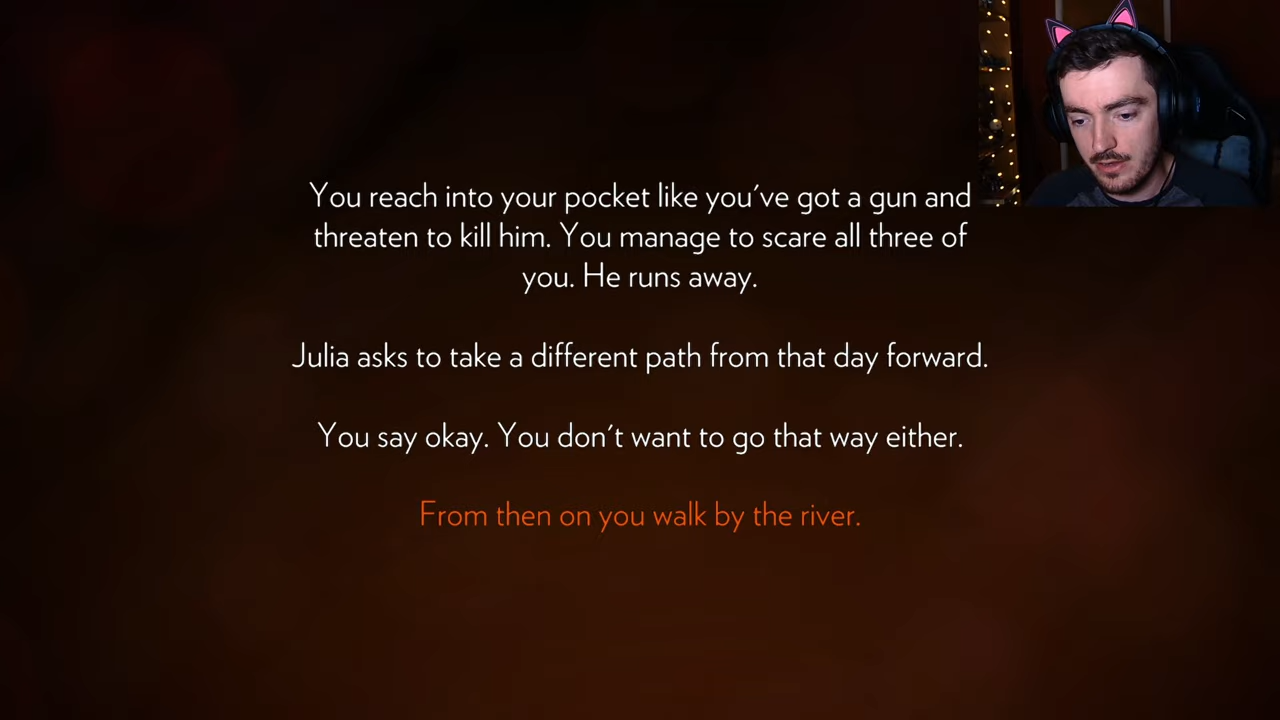 You reach into your pocket like you've got a gun and
threaten to kill him. You manage to scare all three of
you. He runs away.
Julia asks to take a different path from that day forward.
You say okay. You don't want to go that way either.
From then on you walk by the river.